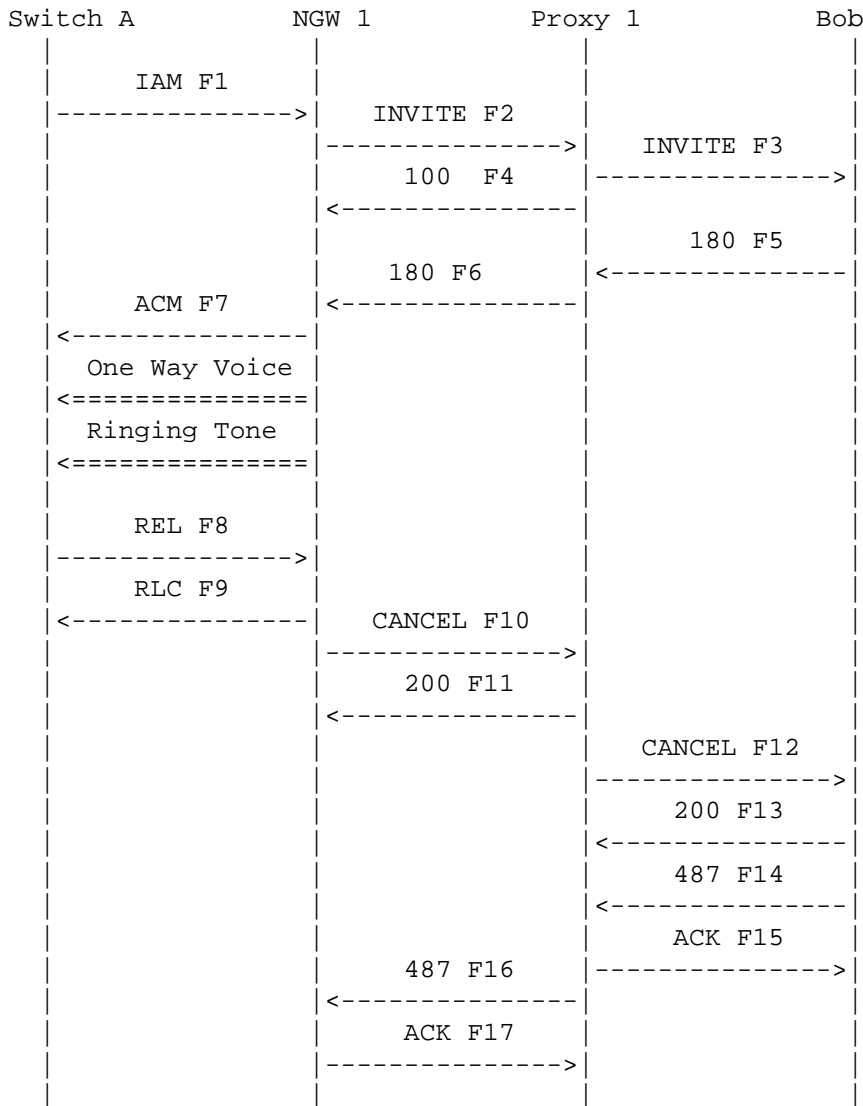 Switch A NGW 1 Proxy 1 Bob
IAM F1
INVITE F2
INVITE F3
100 F4
180 F5
180 F6
ACM F7
One Way Voice
Ringing Tone
REL F8
RLC F9
CANCEL F10
200 F11
CANCEL F12
200 F13
487 F14
ACK F15
487 F16
ACK F17